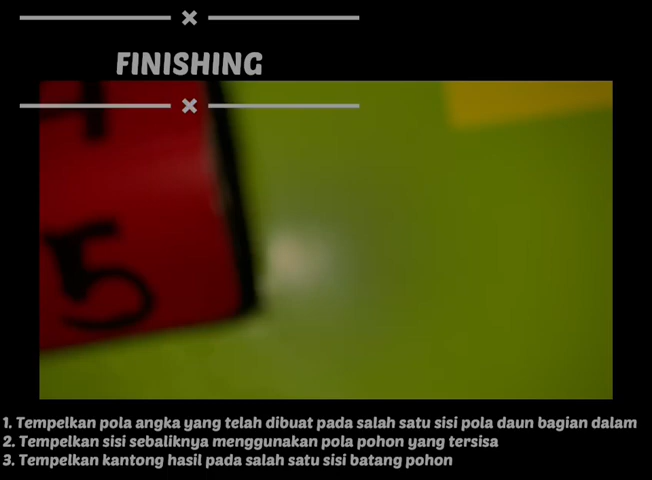 FINISHING
5
1. Tempelkan pola angka yang telah dibuat pada salah satu sisi pola daun bagian dalam
2. Tempelkan sisi sebaliknya menggunakan pola pohon yang tersisa
3. Tempelkan kantong hasil pada salah satu sisi batang pohon